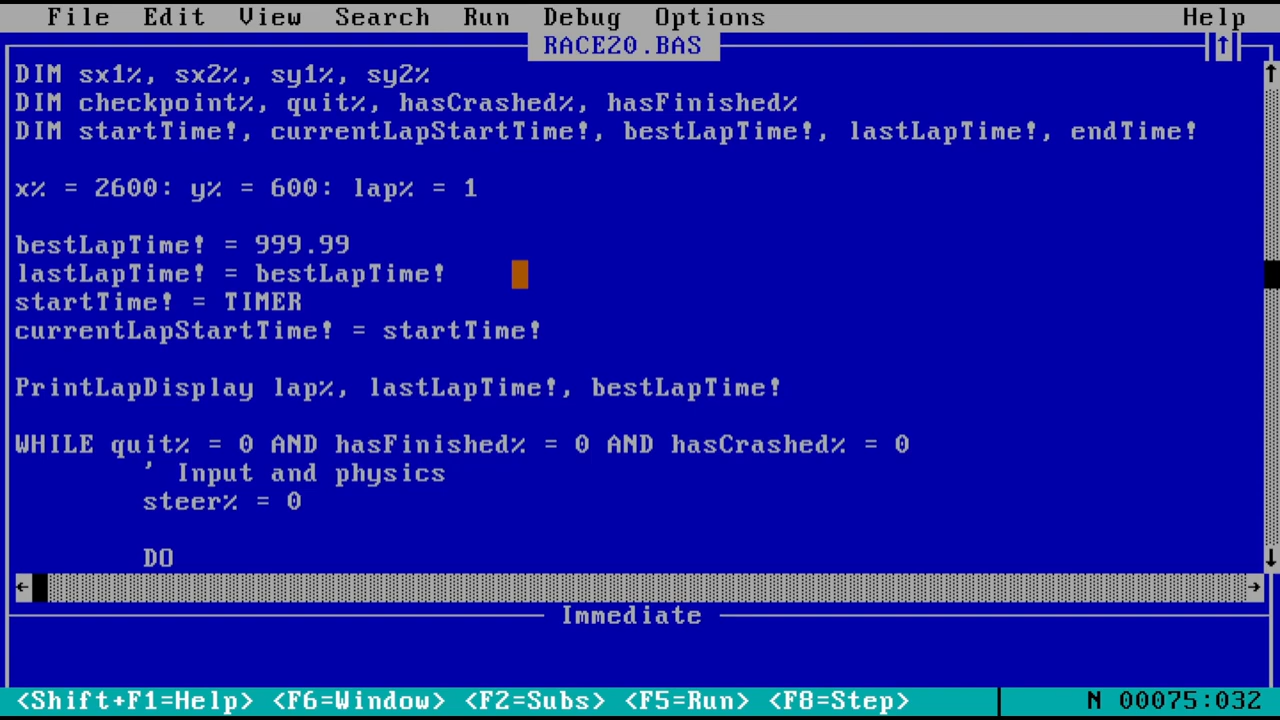 File Edit View Search Run Debug Options Help
RACE20.BAS
↑
DIM sx1%, sx2%, sy1%, sy2%
DIM checkpoint%, quit%, hasCrashed%, hasFinished%
DIM startTime!, currentLapStartTime!, bestLapTime!, lastLapTime!, endTime!
x% = 2600: y% = 600: lap% = 1
bestLapTime! = 999.99
lastLapTime! = bestLapTime!
startTime! = TIMER
currentLapStartTime! = startTime!
PrintLapDisplay lap%, lastLapTime!, bestLapTime!
WHILE quit% = 0 AND hasFinished% = 0 AND hasCrashed% = 0
' Input and physics
steer% = 0
DO
Immediate
<Shift+F1=Help> <F6=Window> <F2=Subs> <F5=Run> <F8=Step> N 00075:032